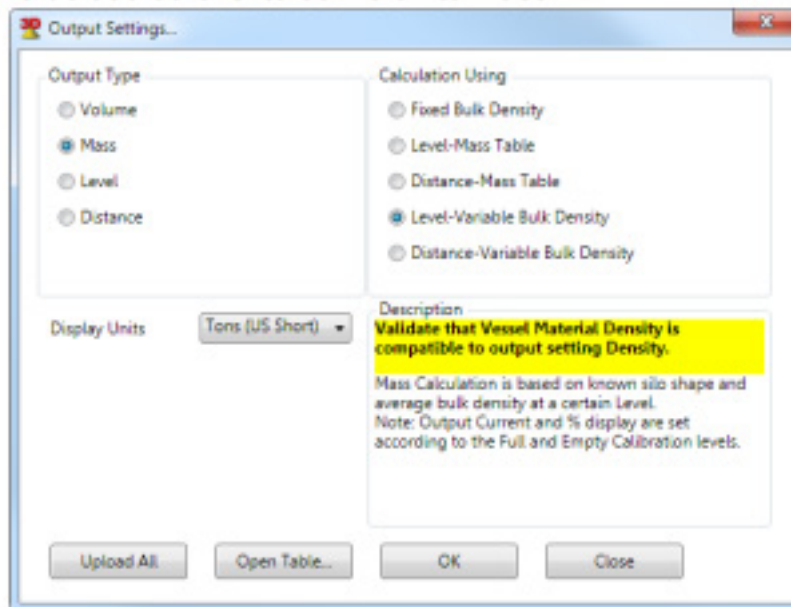 Output Settings...
Output Type
Volume
Mass
Level
Distance
Calculation Using
Fixed Bulk Density
Level-Mass Table
Distance-Mass Table
Level-Variable Bulk Density
Distance-Variable Bulk Density
Display Units
Tons (US Short)
Description
Validate that Vessel Material Density is
compatible to output setting Density.
Mass Calculation is based on known silo shape and
average bulk density at a certain Level.
Note: Output Current and % display are set
according to the Full and Empty Calibration levels.
Upload All
Open Table...
OK
Close